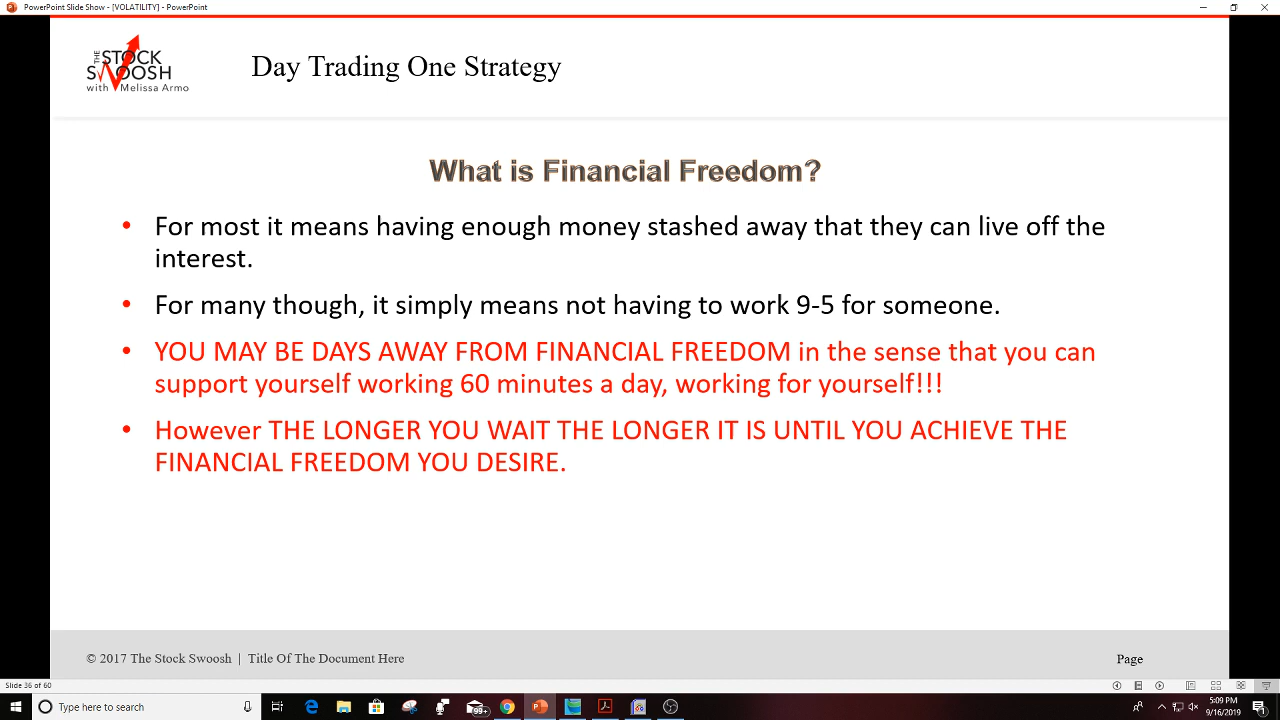 PowerPoint Slide Show - [VOLATILITY] - PowerPoint
THE
STOCK
SWOOSH
with Melissa Armo
Day Trading One Strategy
What is Financial Freedom?
• For most it means having enough money stashed away that they can live off the
interest.
• For many though, it simply means not having to work 9-5 for someone.
• YOU MAY BE DAYS AWAY FROM FINANCIAL FREEDOM in the sense that you can
support yourself working 60 minutes a day, working for yourself!!!
• However THE LONGER YOU WAIT THE LONGER IT IS UNTIL YOU ACHIEVE THE
FINANCIAL FREEDOM YOU DESIRE.
© 2017 The Stock Swoosh | Title Of The Document Here
Page
Slide 36 of 60
Type here to search
99+
5:09 PM
9/16/2019
1